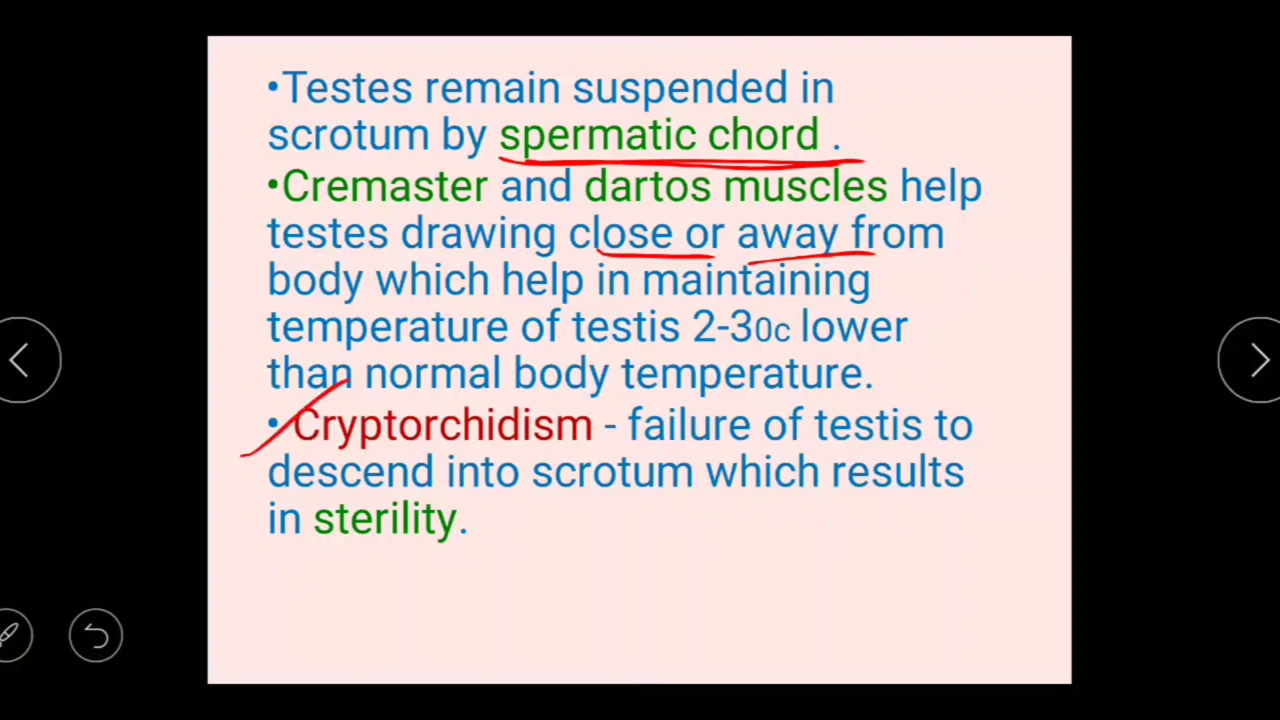 •Testes remain suspended in
scrotum by spermatic chord .
•Cremaster and dartos muscles help
testes drawing close or away from
body which help in maintaining
temperature of testis 2-30c lower
than normal body temperature.
• Cryptorchidism - failure of testis to
descend into scrotum which results
in sterility.